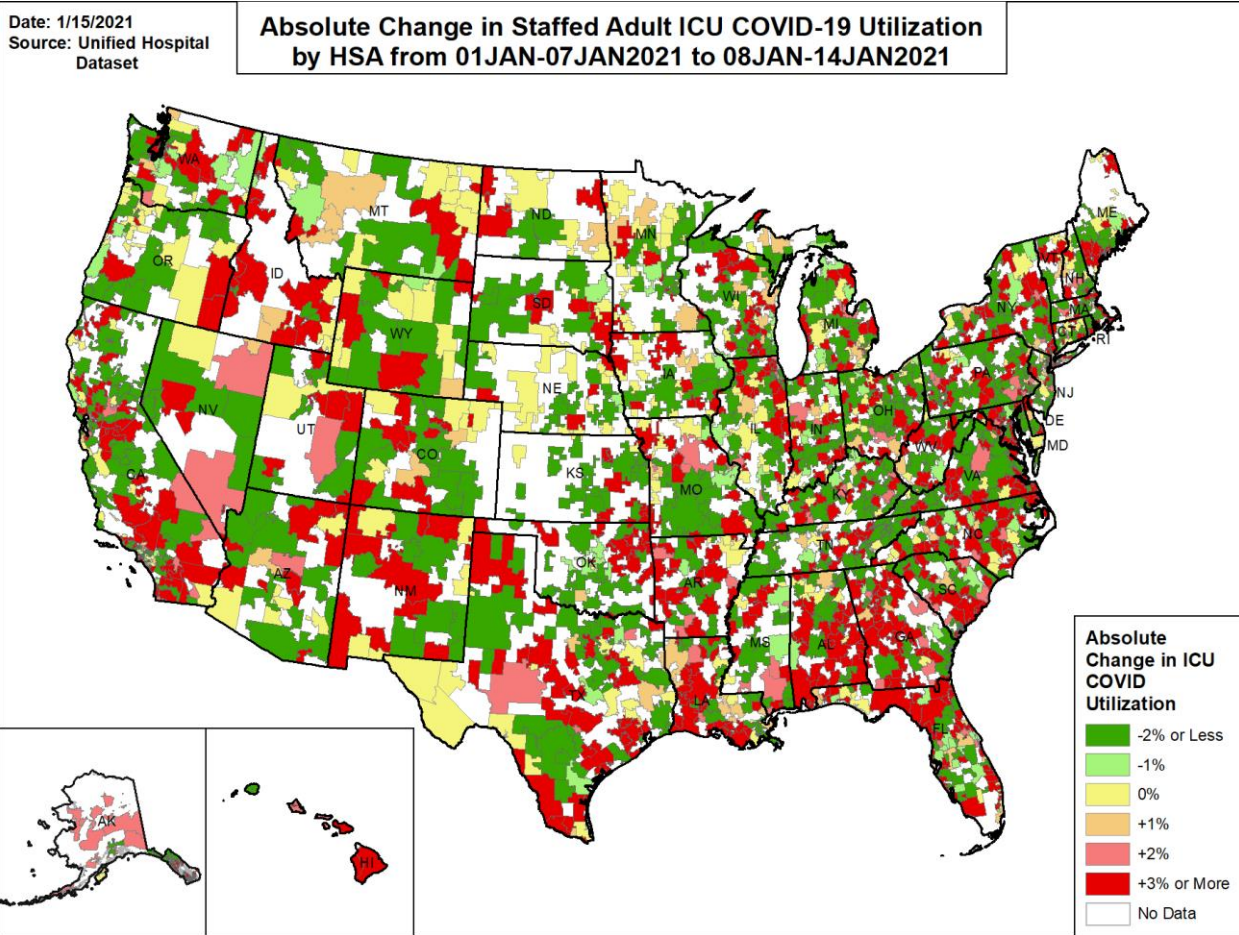 Date: 1/15/2021
Source: Unified Hospital
Dataset
Absolute Change in Staffed Adult ICU COVID-19 Utilization
by HSA from 01JAN-07JAN2021 to 08JAN-14JAN2021
WA
MT
ND
MN
ME
OR
ID
SD
WI
MI
NY
VT
NH
MA
CT
RI
WY
IA
PA
NJ
NE
NV
UT
CO
IL
IN
OH
DE
MD
WV
VA
CA
KS
MO
KY
AZ
NM
OK
AR
TN
NC
SC
MS
AL
GA
TX
LA
FL
AK
HI
Absolute
Change in ICU
COVID
Utilization
-2% or Less
-1%
0%
+1%
+2%
+3% or More
No Data